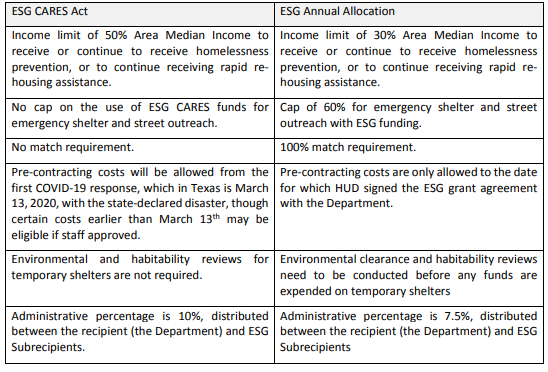 ESG CARES Act
ESG Annual Allocation
Income limit of 50% Area Median Income to
receive or continue to receive homelessness
prevention, or to continue receiving rapid re-
housing assistance.
Income limit of 30% Area Median Income to
receive or continue to receive homelessness
prevention, or to continue receiving rapid re-
housing assistance.
No cap on the use of ESG CARES funds for
emergency shelter and street outreach.
Cap of 60% for emergency shelter and street
outreach with ESG funding.
No match requirement.
100% match requirement.
Pre-contracting costs will be allowed from the
first COVID-19 response, which in Texas is March
13, 2020, with the state-declared disaster, though
certain costs earlier than March 13th may be
eligible if staff approved.
Pre-contracting costs are only allowed to the date
for which HUD signed the ESG grant agreement
with the Department.
Environmental and habitability reviews for
temporary shelters are not required.
Environmental clearance and habitability reviews
need to be conducted before any funds are
expended on temporary shelters
Administrative percentage is 10%, distributed
between the recipient (the Department) and ESG
Subrecipients.
Administrative percentage is 7.5%, distributed
between the recipient (the Department) and ESG
Subrecipients